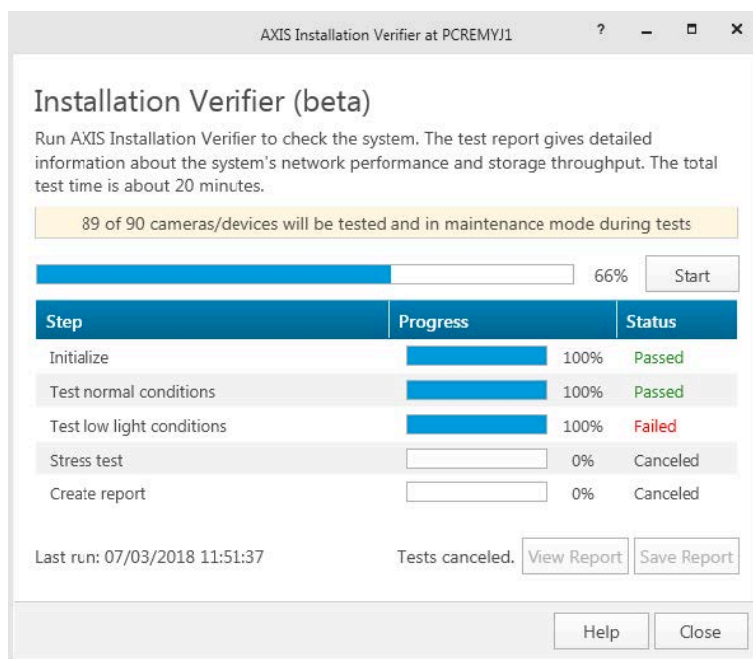 AXIS Installation Verifier at PCREMYJ1
?
Installation Verifier (beta)
Run AXIS Installation Verifier to check the system. The test report gives detailed
information about the system's network performance and storage throughput. The total
test time is about 20 minutes.
89 of 90 cameras/devices will be tested and in maintenance mode during tests
66% Start
Step Progress Status
Initialize 100% Passed
Test normal conditions 100% Passed
Test low light conditions 100% Failed
Stress test 0% Canceled
Create report 0% Canceled
Last run: 07/03/2018 11:51:37 Tests canceled. View Report Save Report
Help Close